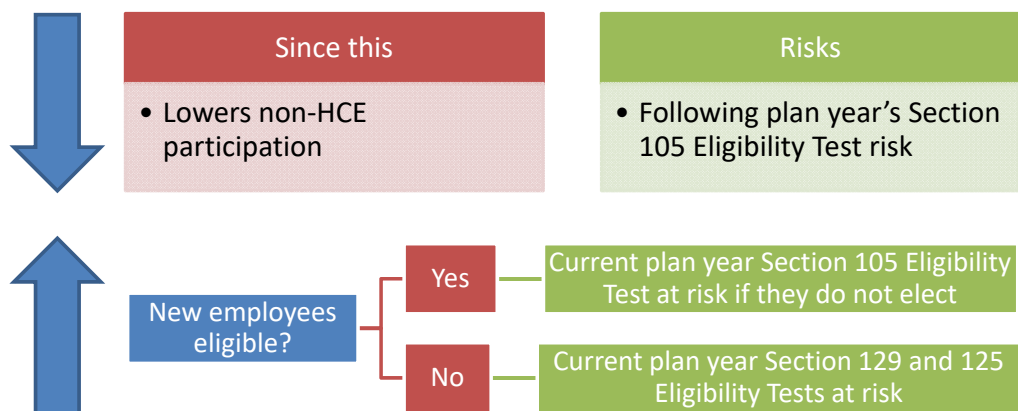 Since this
Risks
• Lowers non-HCE
participation
• Following plan year’s Section
105 Eligibility Test risk
New employees
eligible?
Yes
Current plan year Section 105 Eligibility
Test at risk if they do not elect
No
Current plan year Section 129 and 125
Eligibility Tests at risk